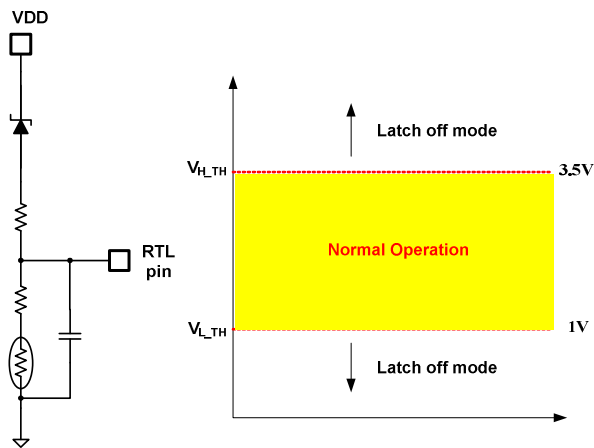 VDD
RTL
pin
Latch off mode
V_H_TH
3.5V
Normal Operation
V_L_TH
1V
Latch off mode